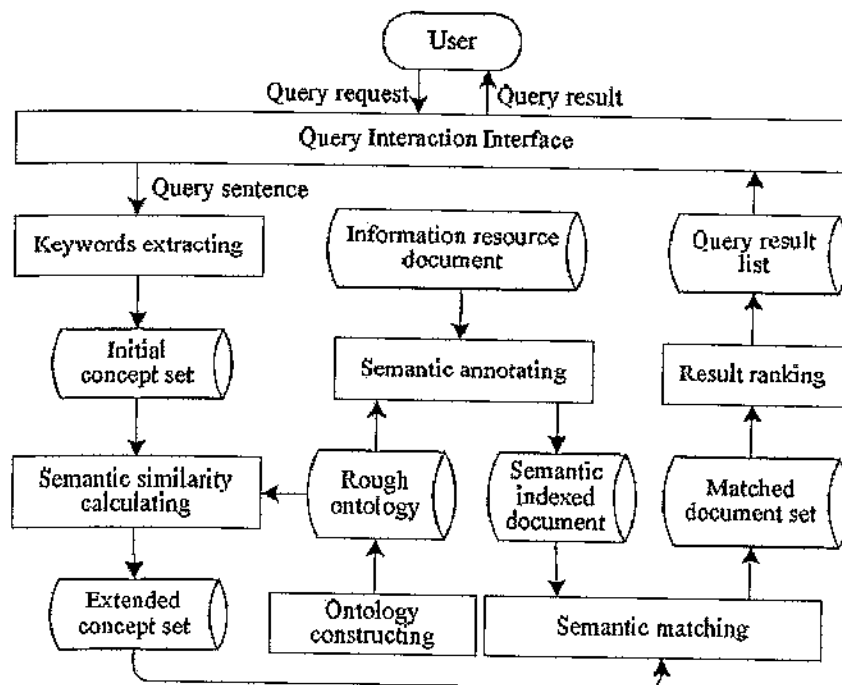 User
Query request
Query result
Query Interaction Interface
Query sentence
Keywords extracting
Information resource
document
Query result
list
Initial
concept set
Semantic annotating
Result ranking
Semantic similarity
calculating
Rough
ontology
Semantic
indexed
document
Matched
document set
Extended
concept set
Ontology
constructing
Semantic matching